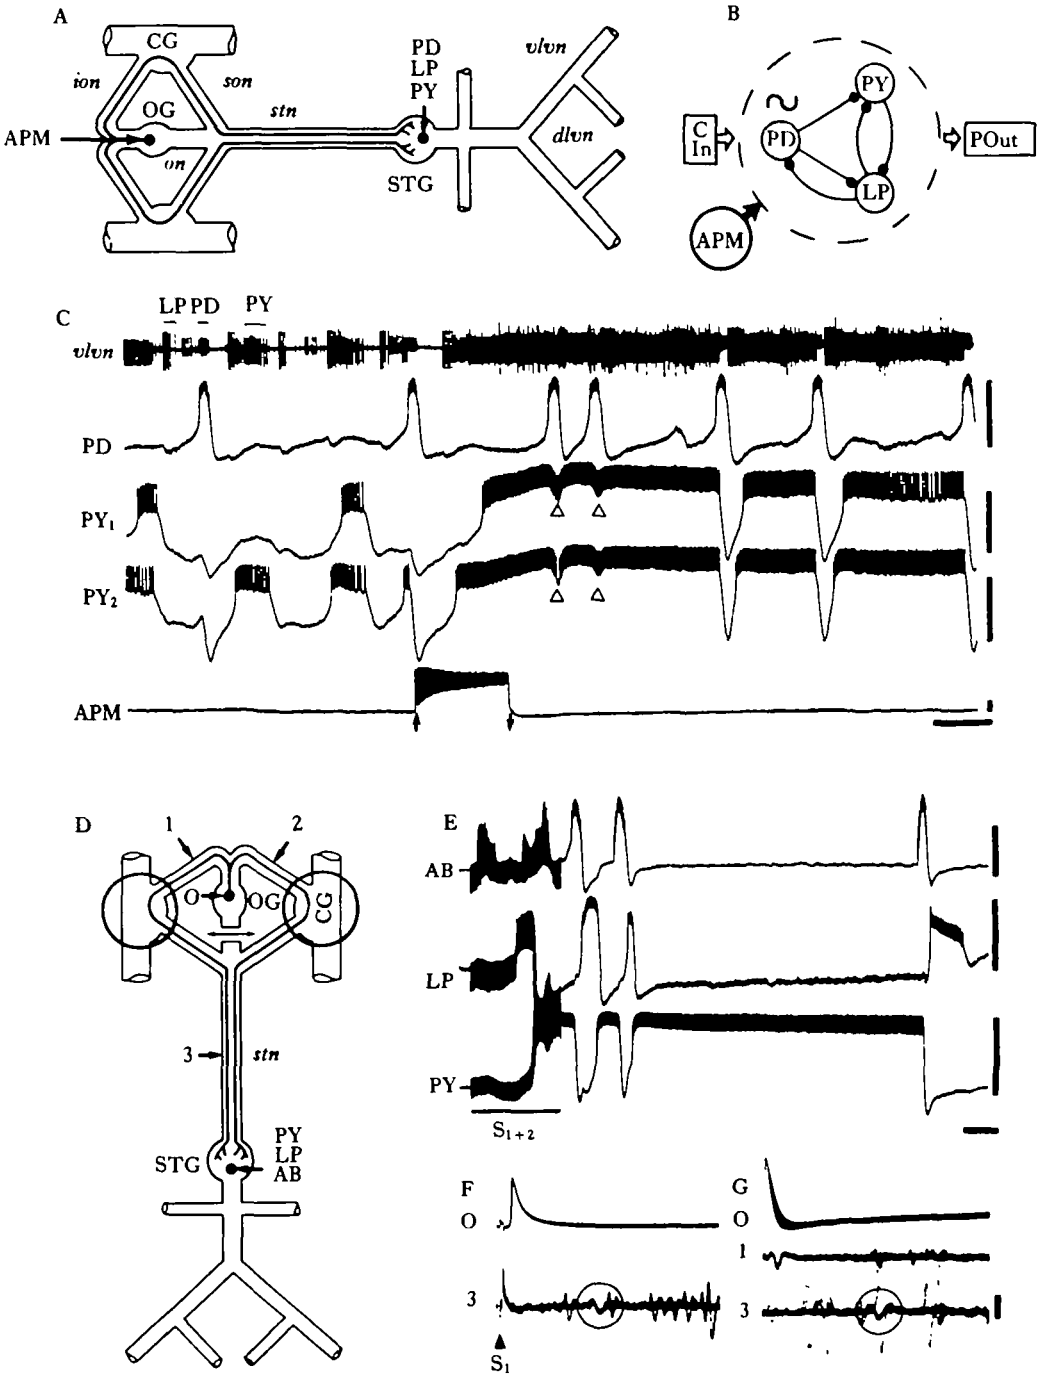 A
CG
ion
son
OG
APM
on
stn
PD
LP
PY
STG
vlvn
dlvn
B
PY
PD
LP
C
In
POut
APM
C
LP PD PY
vlvn
PD
PY1
PY2
APM
D
1
2
O
OG
CG
3
stn
PY
LP
AB
STG
E
AB
LP
PY
S1+2
F
O
3
S1
G
O
1
3